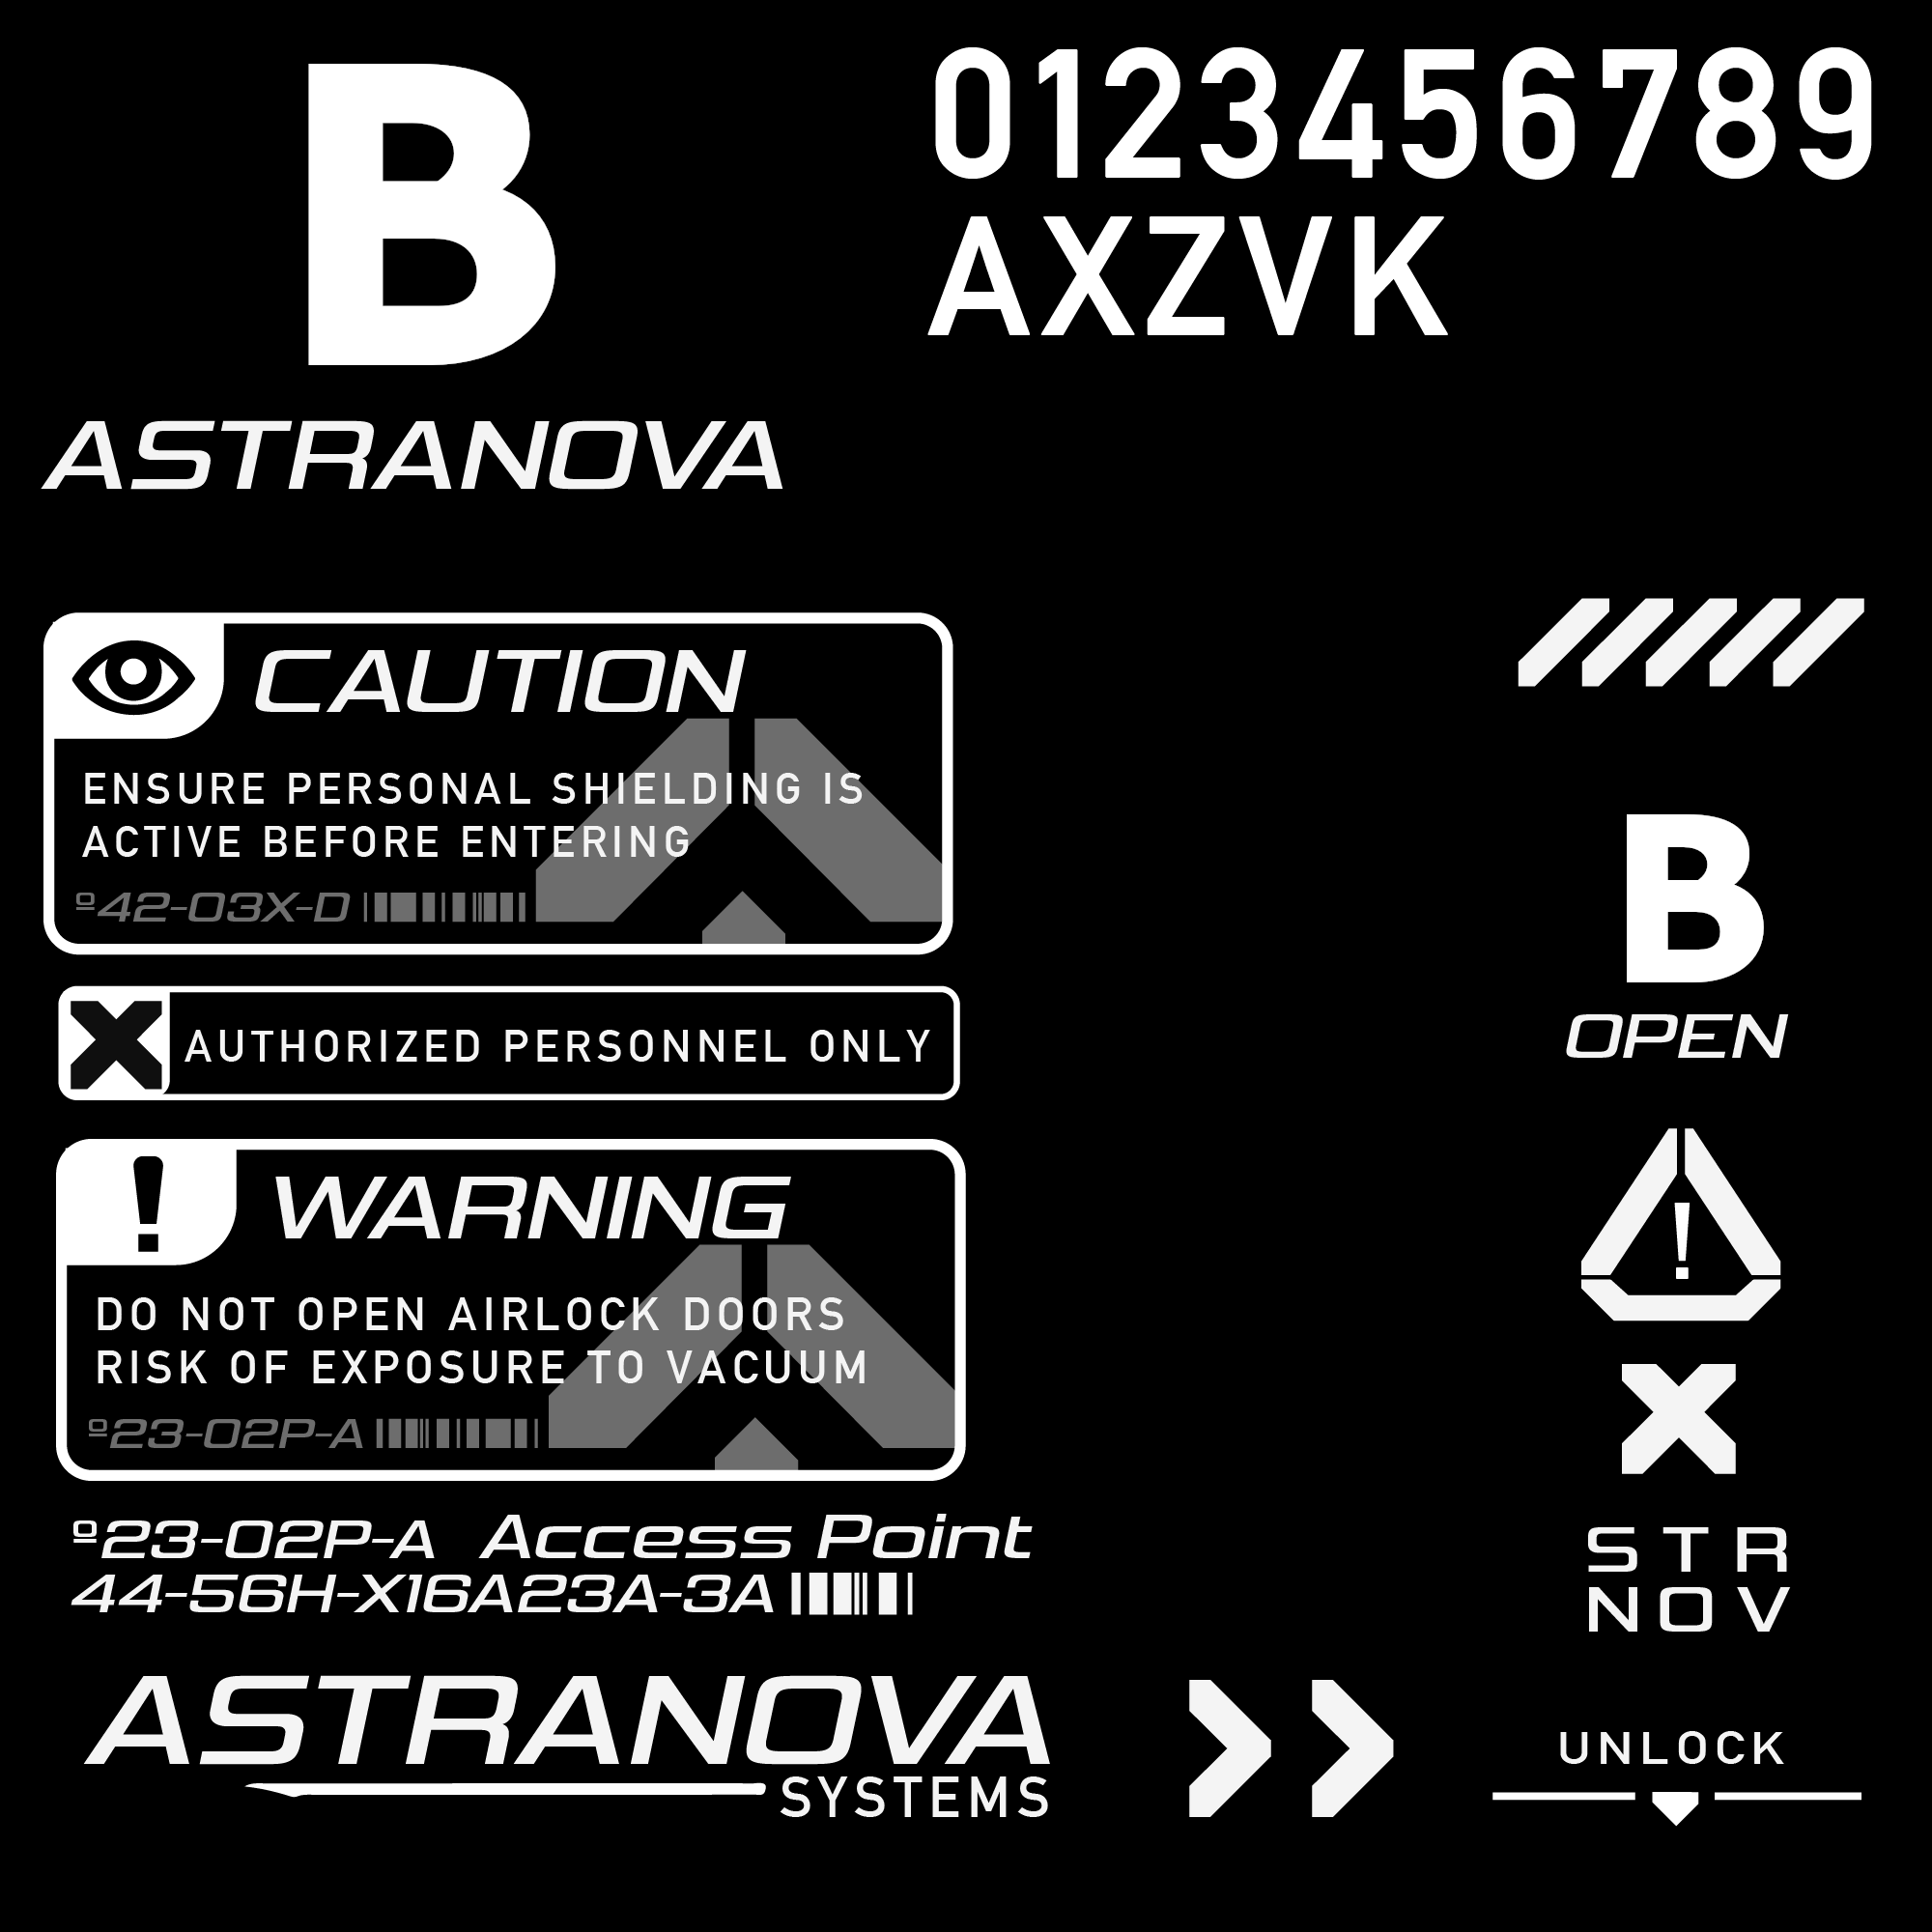 B
0123456789
AXZVK
ASTRANOVA
CAUTION
ENSURE PERSONAL SHIELDING IS
ACTIVE BEFORE ENTERING
º42-03X-D
B
OPEN
X AUTHORIZED PERSONNEL ONLY
!
WARNING
DO NOT OPEN AIRLOCK DOORS
RISK OF EXPOSURE TO VACUUM
º23-02P-A
!
X
º23-02P-A Access Point
44-56H-X16A23A-3A
STR
NOV
ASTRANOVA
SYSTEMS
UNLOCK